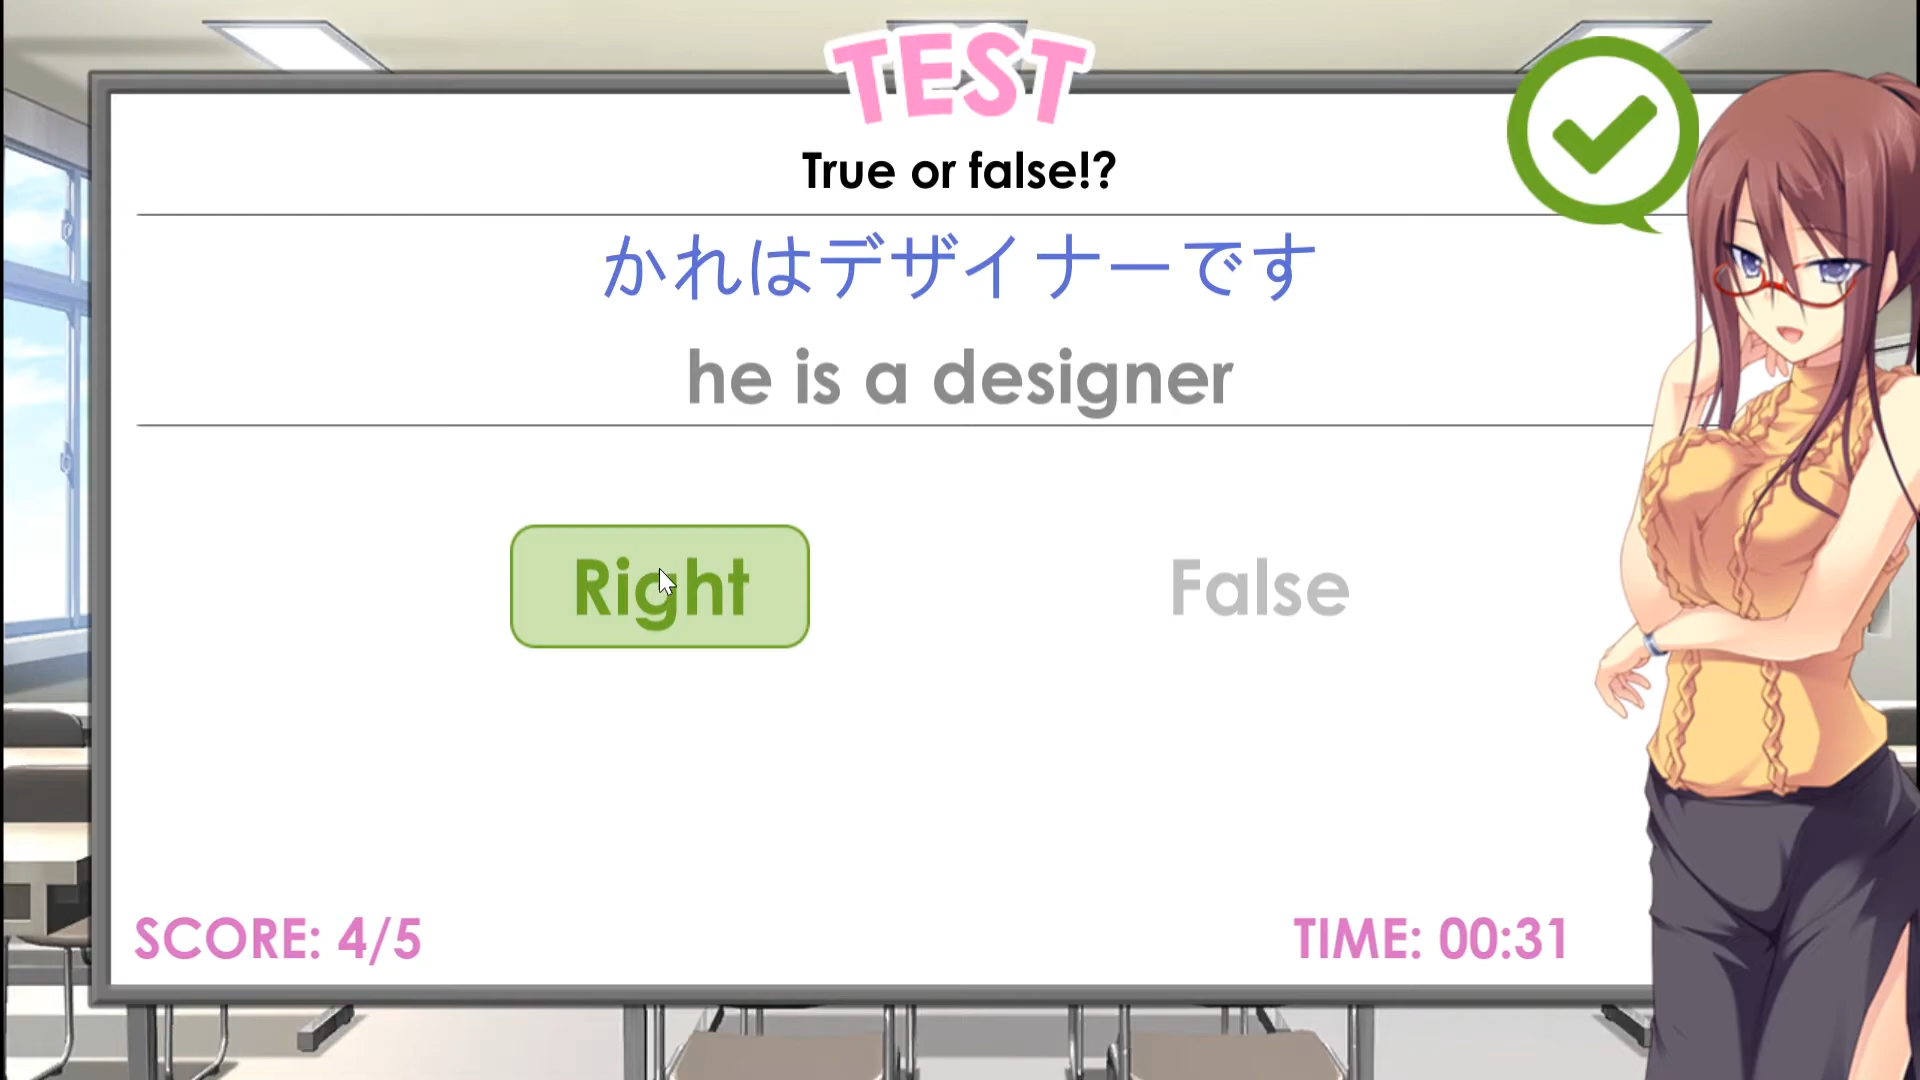 TEST
True or false!?
かれはデザイナーです
he is a designer
Right
False
SCORE: 4/5
TIME: 00:31